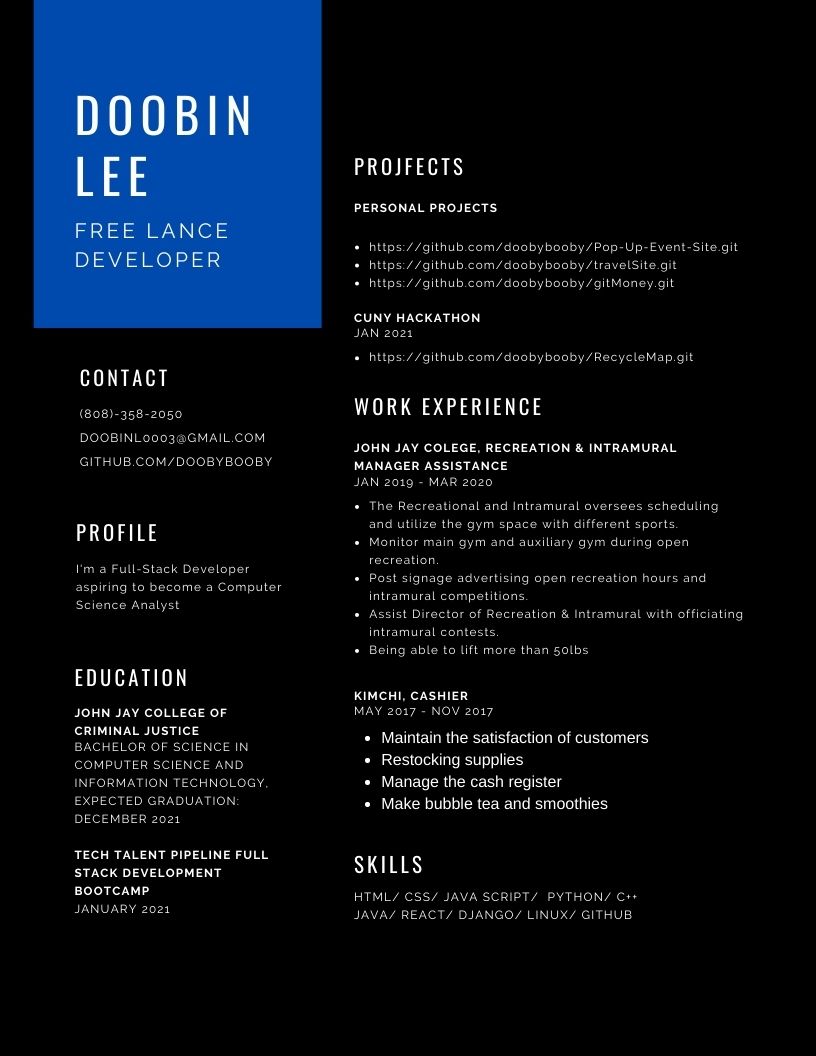 DOOBIN
LEE
FREE LANCE
DEVELOPER
CONTACT
(808)-358-2050
DOOBINL0003@GMAIL.COM
GITHUB.COM/DOOBYBOOBY
PROFILE
I'm a Full-Stack Developer
aspiring to become a Computer
Science Analyst
EDUCATION
JOHN JAY COLLEGE OF
CRIMINAL JUSTICE
BACHELOR OF SCIENCE IN
COMPUTER SCIENCE AND
INFORMATION TECHNOLOGY,
EXPECTED GRADUATION:
DECEMBER 2021
TECH TALENT PIPELINE FULL
STACK DEVELOPMENT
BOOTCAMP
JANUARY 2021
PROJFECTS
PERSONAL PROJECTS
• https://github.com/doobybooby/Pop-Up-Event-Site.git
• https://github.com/doobybooby/travelSite.git
• https://github.com/doobybooby/gitMoney.git
CUNY HACKATHON
JAN 2021
• https://github.com/doobybooby/RecycleMap.git
WORK EXPERIENCE
JOHN JAY COLEGE, RECREATION & INTRAMURAL
MANAGER ASSISTANCE
JAN 2019 - MAR 2020
• The Recreational and Intramural oversees scheduling
and utilize the gym space with different sports.
• Monitor main gym and auxiliary gym during open
recreation.
• Post signage advertising open recreation hours and
intramural competitions.
• Assist Director of Recreation & Intramural with officiating
intramural contests.
• Being able to lift more than 50lbs
KIMCHI, CASHIER
MAY 2017 - NOV 2017
• Maintain the satisfaction of customers
• Restocking supplies
• Manage the cash register
• Make bubble tea and smoothies
SKILLS
HTML/ CSS/ JAVA SCRIPT/ PYTHON/ C++
JAVA/ REACT/ DJANGO/ LINUX/ GITHUB